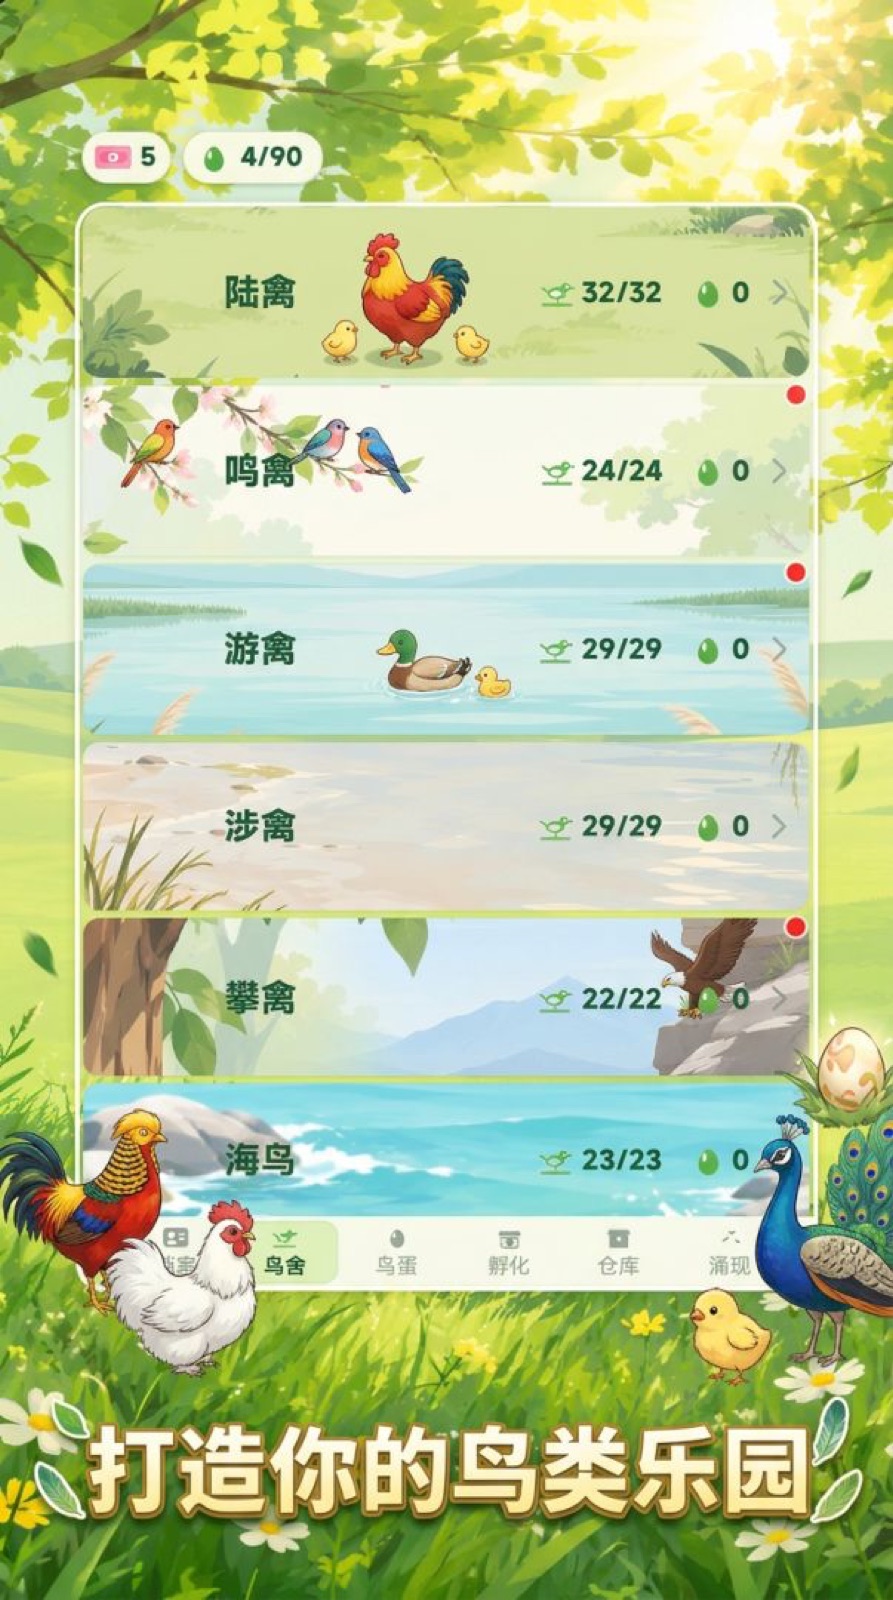 5 4/90
陆禽 32/32 0
鸣禽 24/24 0
游禽 29/29 0
涉禽 29/29 0
攀禽 22/22 0
海鸟 23/23 0
鸟舍 鸟蛋 孵化 仓库 涌现
打造你的鸟类乐园